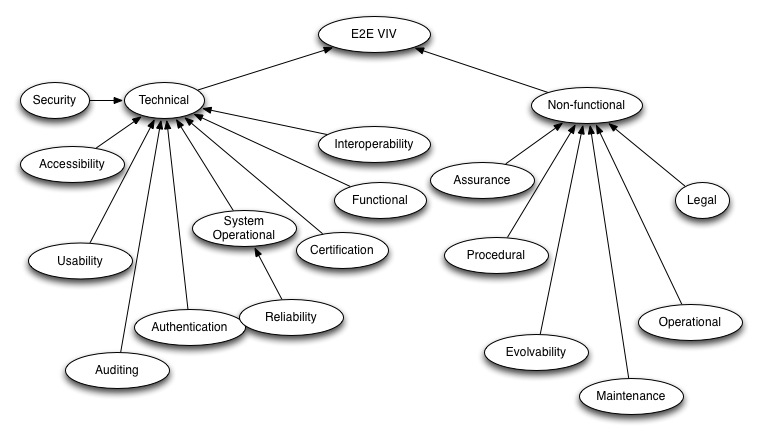 E2E VIV
Security
Technical
Non-functional
Interoperability
Accessibility
Assurance
Functional
Legal
System
Operational
Certification
Procedural
Usability
Authentication
Reliability
Operational
Evolvability
Auditing
Maintenance